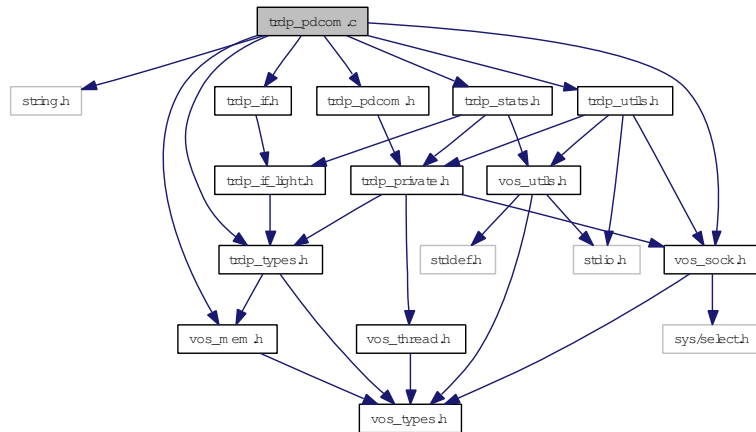 trdp_pdcom.c
string.h
trdp_if.h
trdp_pdcom.h
trdp_stats.h
trdp_utils.h
trdp_if_light.h
trdp_private.h
vos_utils.h
trdp_types.h
stddef.h
stdio.h
vos_sock.h
vos_mem.h
vos_thread.h
sys/select.h
vos_types.h